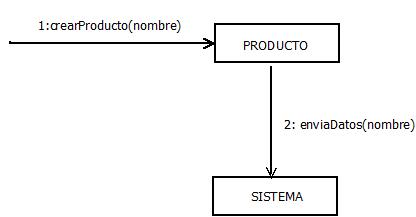 1:crearProducto(nombre)
PRODUCTO
2: enviaDatos(nombre)
SISTEMA